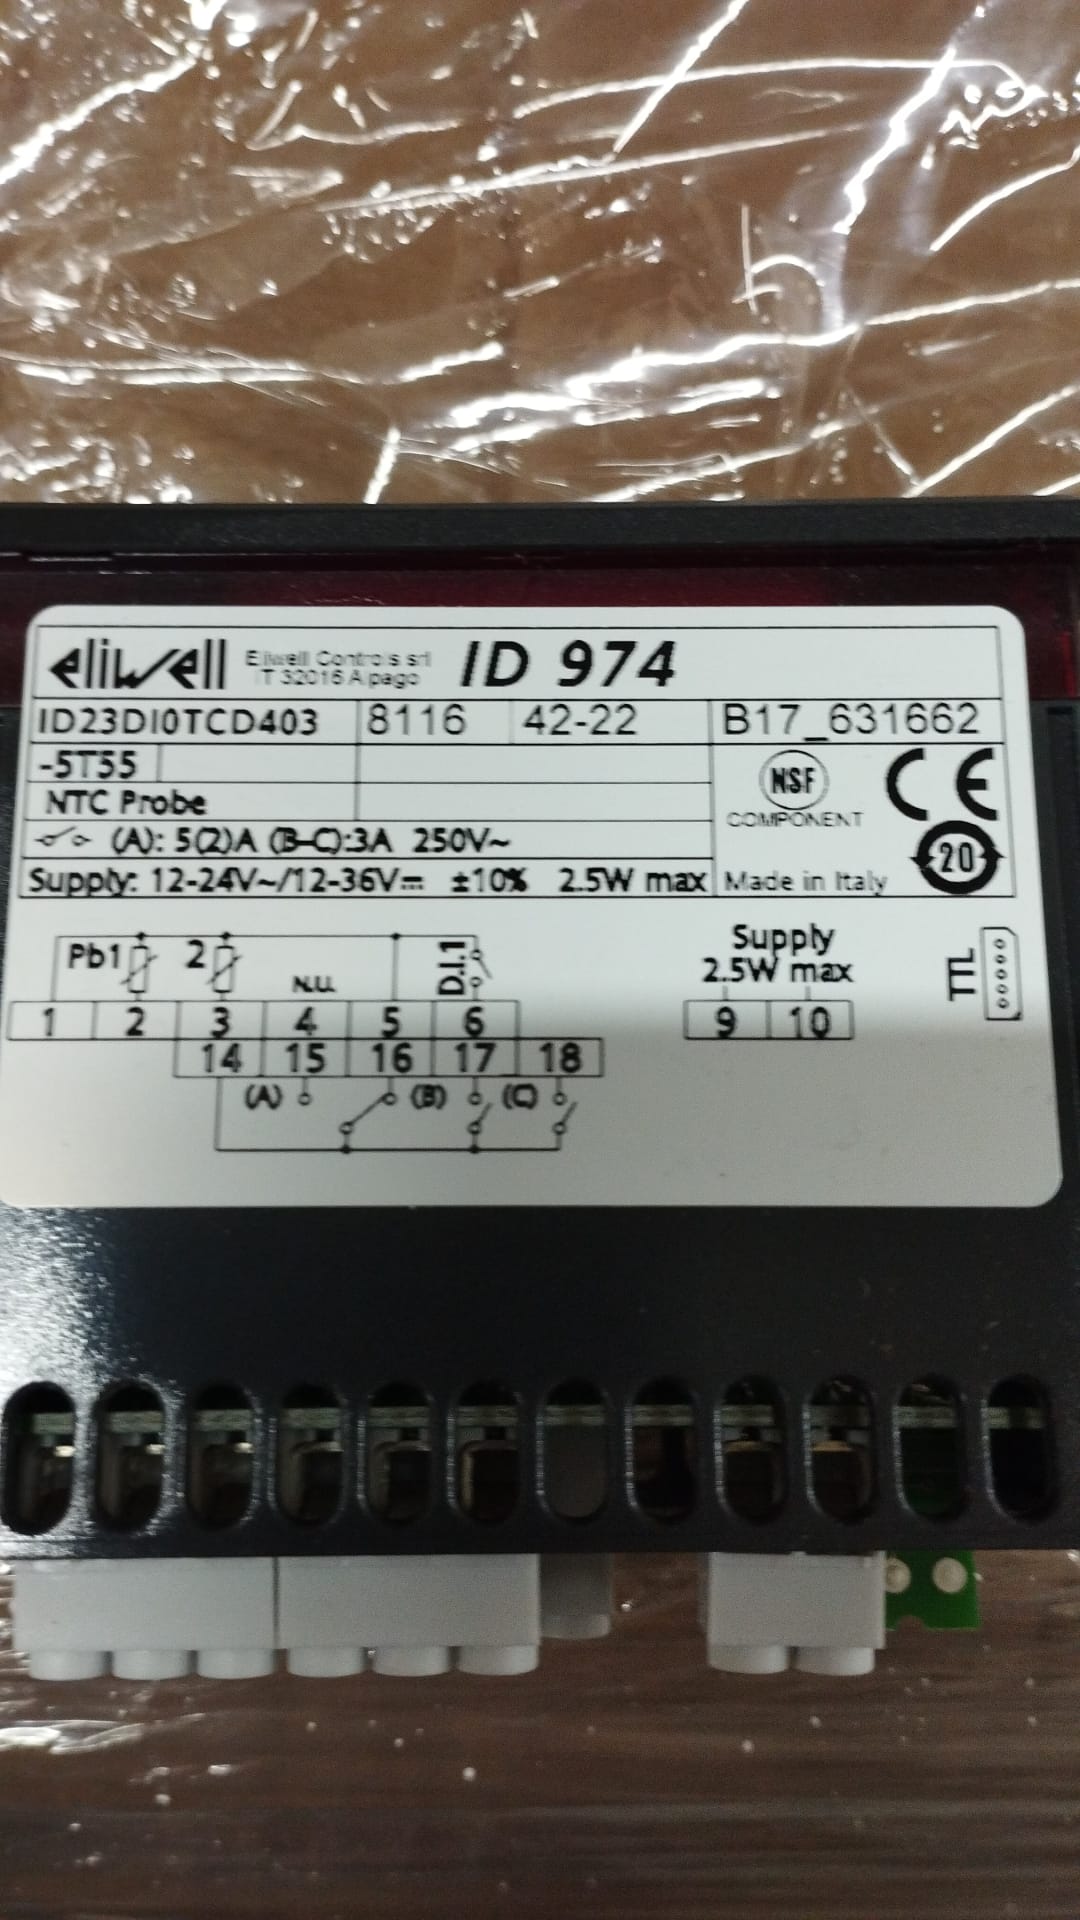 eliwell Eliwell Controls srl ID 974
IT 32016 Alpago
ID23DI0TCD403 8116 42-22 B17_631662
-5T55
NSF
CE
NTC Probe
COMPONENT
(A): 5(2)A (B-C):3A 250V~
20
Supply: 12-24V~/12-36V⎓ ±10% 2.5W max
Made in Italy
Pb1 2 N.U. D.I.1
Supply
2.5W max
TTL
1 2 3 4 5 6 9 10
14 15 16 17 18
(A) (B) (C)